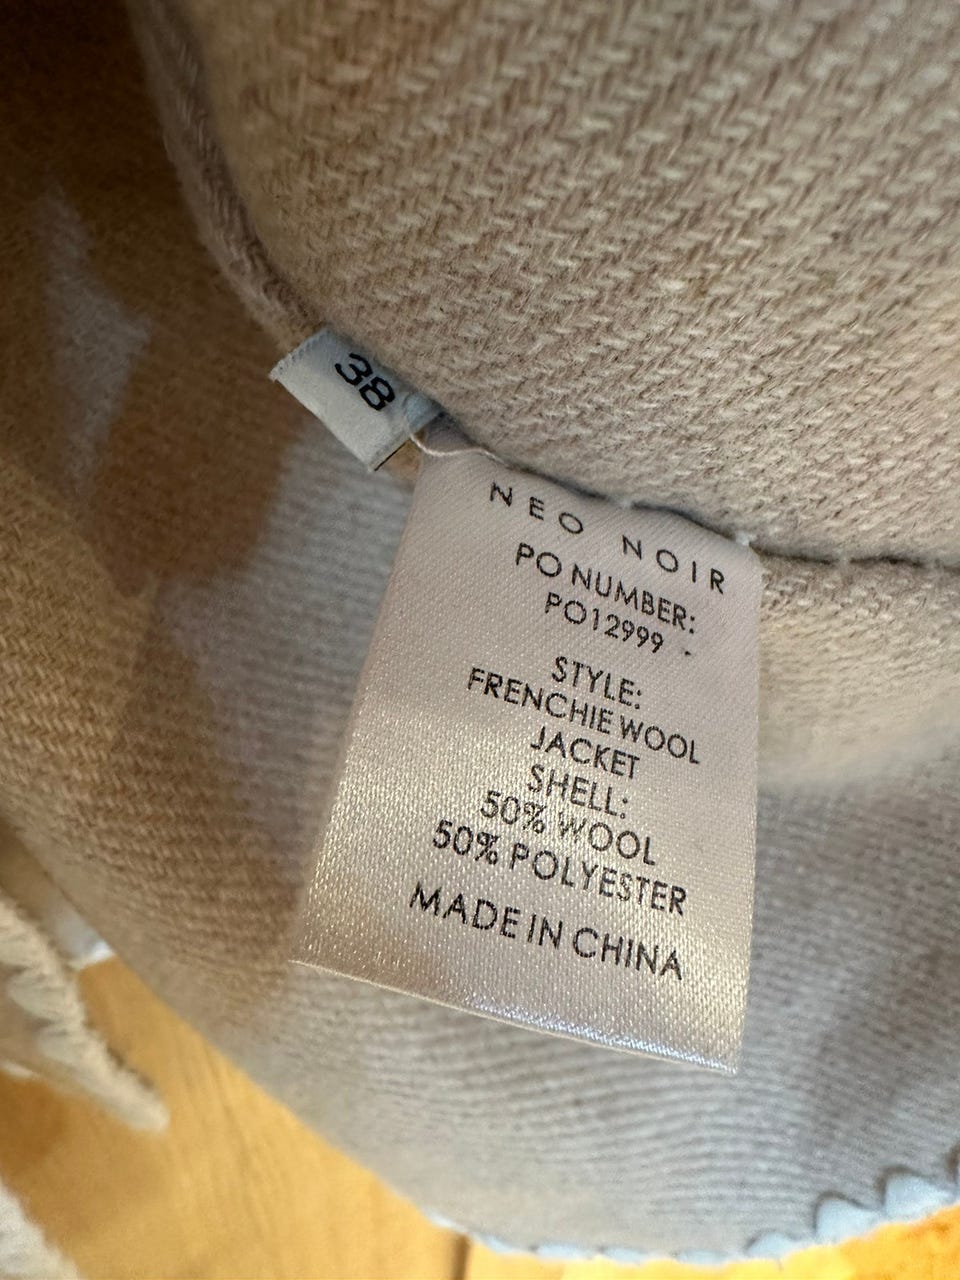 38
NEO NOIR
PO NUMBER:
PO12999
STYLE:
FRENCHIE WOOL
JACKET
SHELL:
50% WOOL
50% POLYESTER
MADE IN CHINA